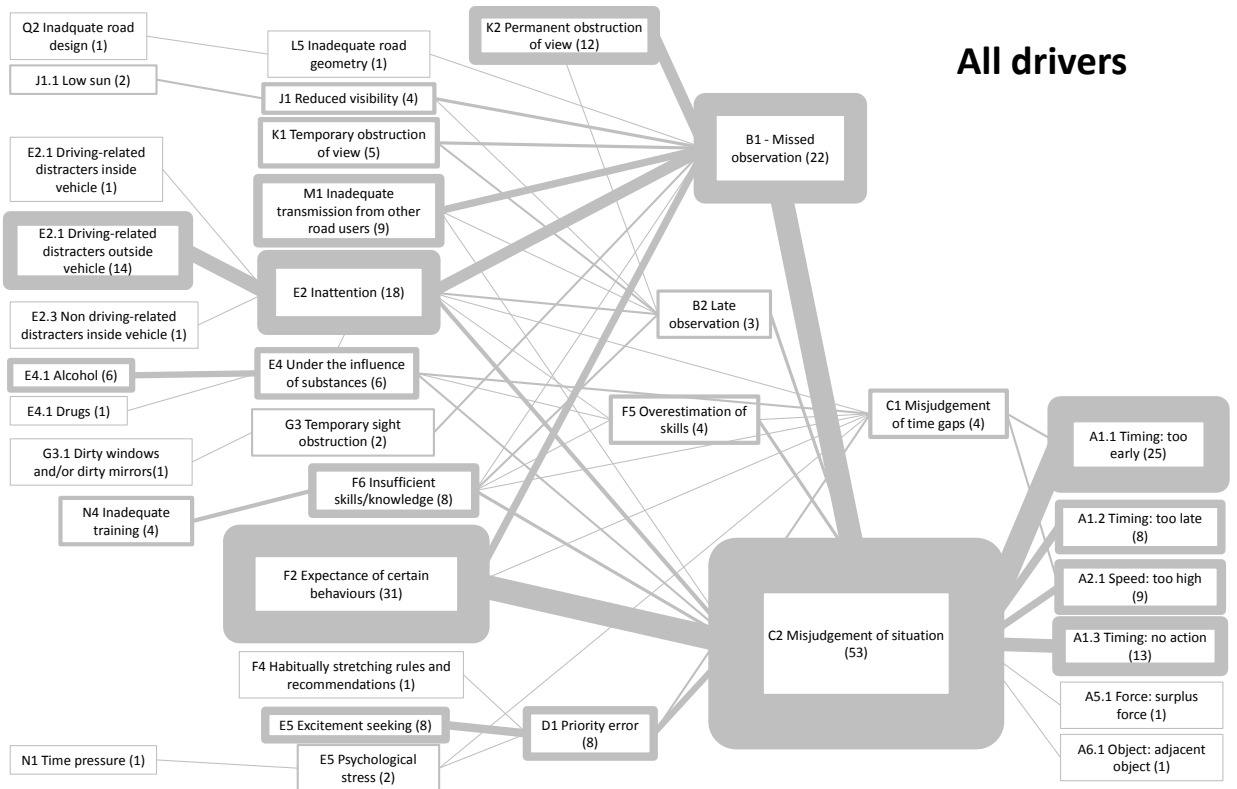 All drivers
Q2 Inadquate road
design (1)
J1.1 Low sun (2)
E2.1 Driving-related
distracters inside
vehicle (1)
E2.1 Driving-related
distracters outside
vehicle (14)
E2.3 Non driving-related
distracters inside vehicle (1)
E4.1 Alcohol (6)
E4.1 Drugs (1)
G3.1 Dirty windows
and/or dirty mirrors(1)
N4 Inadequate
training (4)
N1 Time pressure (1)
L5 Inadequate road
geometry (1)
J1 Reduced visibility (4)
K1 Temporary obstruction
of view (5)
M1 Inadequate
transmission from other
road users (9)
E2 Inattention (18)
E4 Under the influence
of substances (6)
G3 Temporary sight
obstruction (2)
F6 Insufficient
skills/knowledge (8)
F2 Expectance of certain
behaviours (31)
F4 Habitually stretching rules and
recommendations (1)
E5 Excitement seeking (8)
E5 Psychological
stress (2)
K2 Permanent obstruction
of view (12)
B1 - Missed
observation (22)
B2 Late
observation (3)
F5 Overestimation of
skills (4)
D1 Priority error
(8)
C1 Misjudgement
of time gaps (4)
C2 Misjudgement of situation
(53)
A1.1 Timing: too
early (25)
A1.2 Timing: too late
(8)
A2.1 Speed: too high
(9)
A1.3 Timing: no action
(13)
A5.1 Force: surplus
force (1)
A6.1 Object: adjacent
object (1)